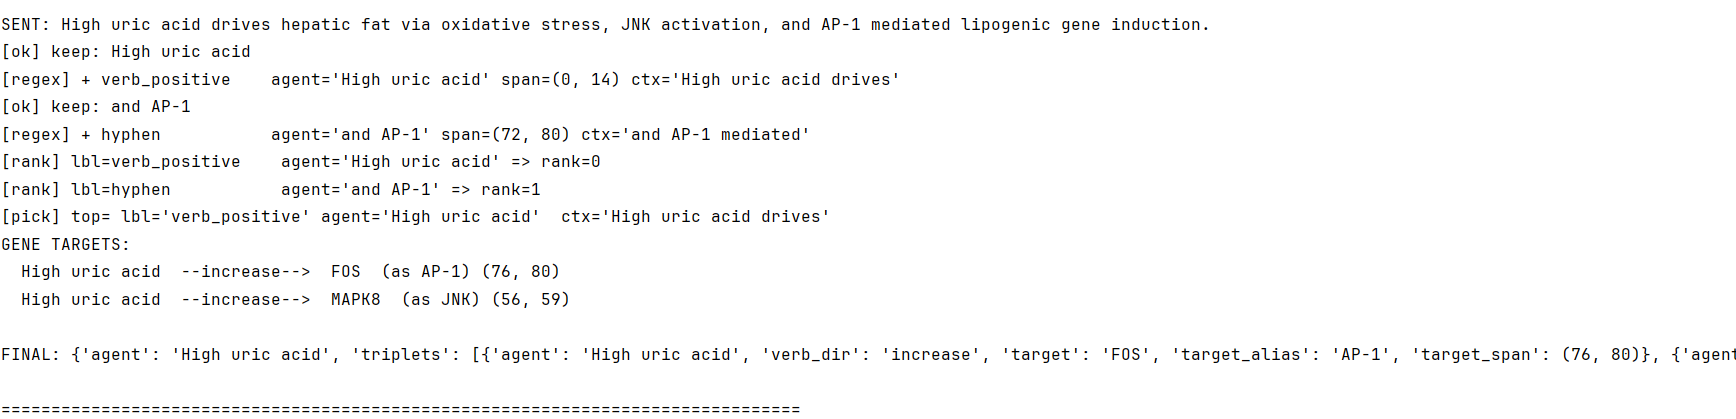 SENT: High uric acid drives hepatic fat via oxidative stress, JNK activation, and AP-1 mediated lipogenic gene induction.
[ok] keep: High uric acid
[regex] + verb_positive    agent='High uric acid' span=(0, 14) ctx='High uric acid drives'
[ok] keep: and AP-1
[regex] + hyphen           agent='and AP-1' span=(72, 80) ctx='and AP-1 mediated'
[rank] lbl=verb_positive    agent='High uric acid' => rank=0
[rank] lbl=hyphen           agent='and AP-1' => rank=1
[pick] top= lbl='verb_positive' agent='High uric acid'  ctx='High uric acid drives'
GENE TARGETS:
  High uric acid  --increase-->  FOS  (as AP-1) (76, 80)
  High uric acid  --increase-->  MAPK8  (as JNK) (56, 59)
FINAL: {'agent': 'High uric acid', 'triplets': [{'agent': 'High uric acid', 'verb_dir': 'increase', 'target': 'FOS', 'target_alias': 'AP-1', 'target_span': (76, 80)}, {'agent
================================================================================